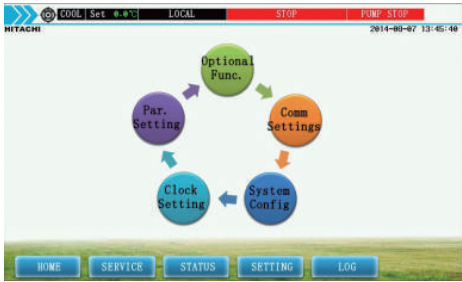 COOL Set 0.0℃ LOCAL STOP PUMP STOP
HITACHI 2014-08-07 13:45:40
Optional
Func.
Par.
Setting
Comm
Settings
Clock
Setting
System
Config
HOME SERVICE STATUS SETTING LOG